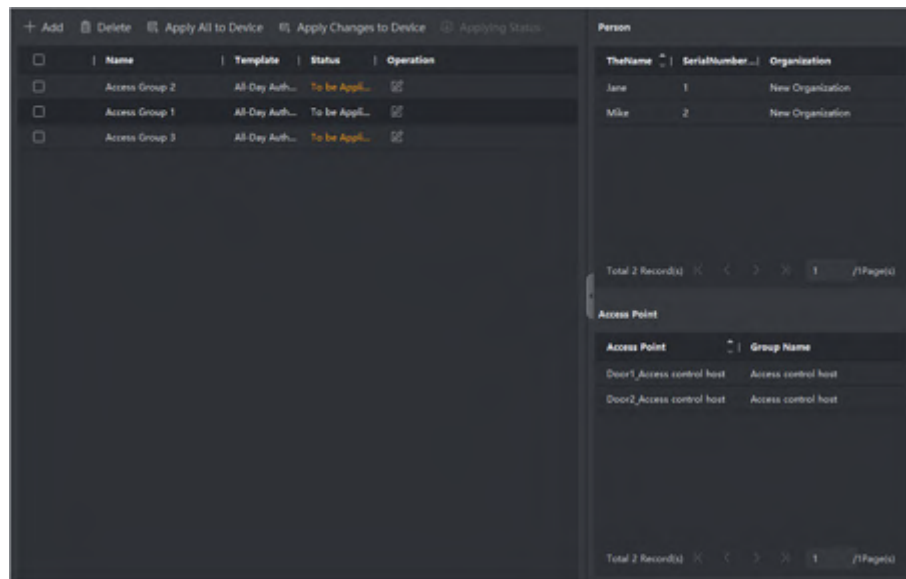 + Add Delete Apply All to Device Apply Changes to Device Applying Status
Name Template Status Operation
Access Group 2 All-Day Auth... To be Appli...
Access Group 1 All-Day Auth... To be Appli...
Access Group 3 All-Day Auth... To be Appli...
Person
TheName SerialNumber... Organization
Jane 1 New Organization
Mike 2 New Organization
Total 2 Record(s) 1 /1Page(s)
Access Point
Access Point Group Name
Door1_Access control host Access control host
Door2_Access control host Access control host
Total 2 Record(s) 1 /1Page(s)